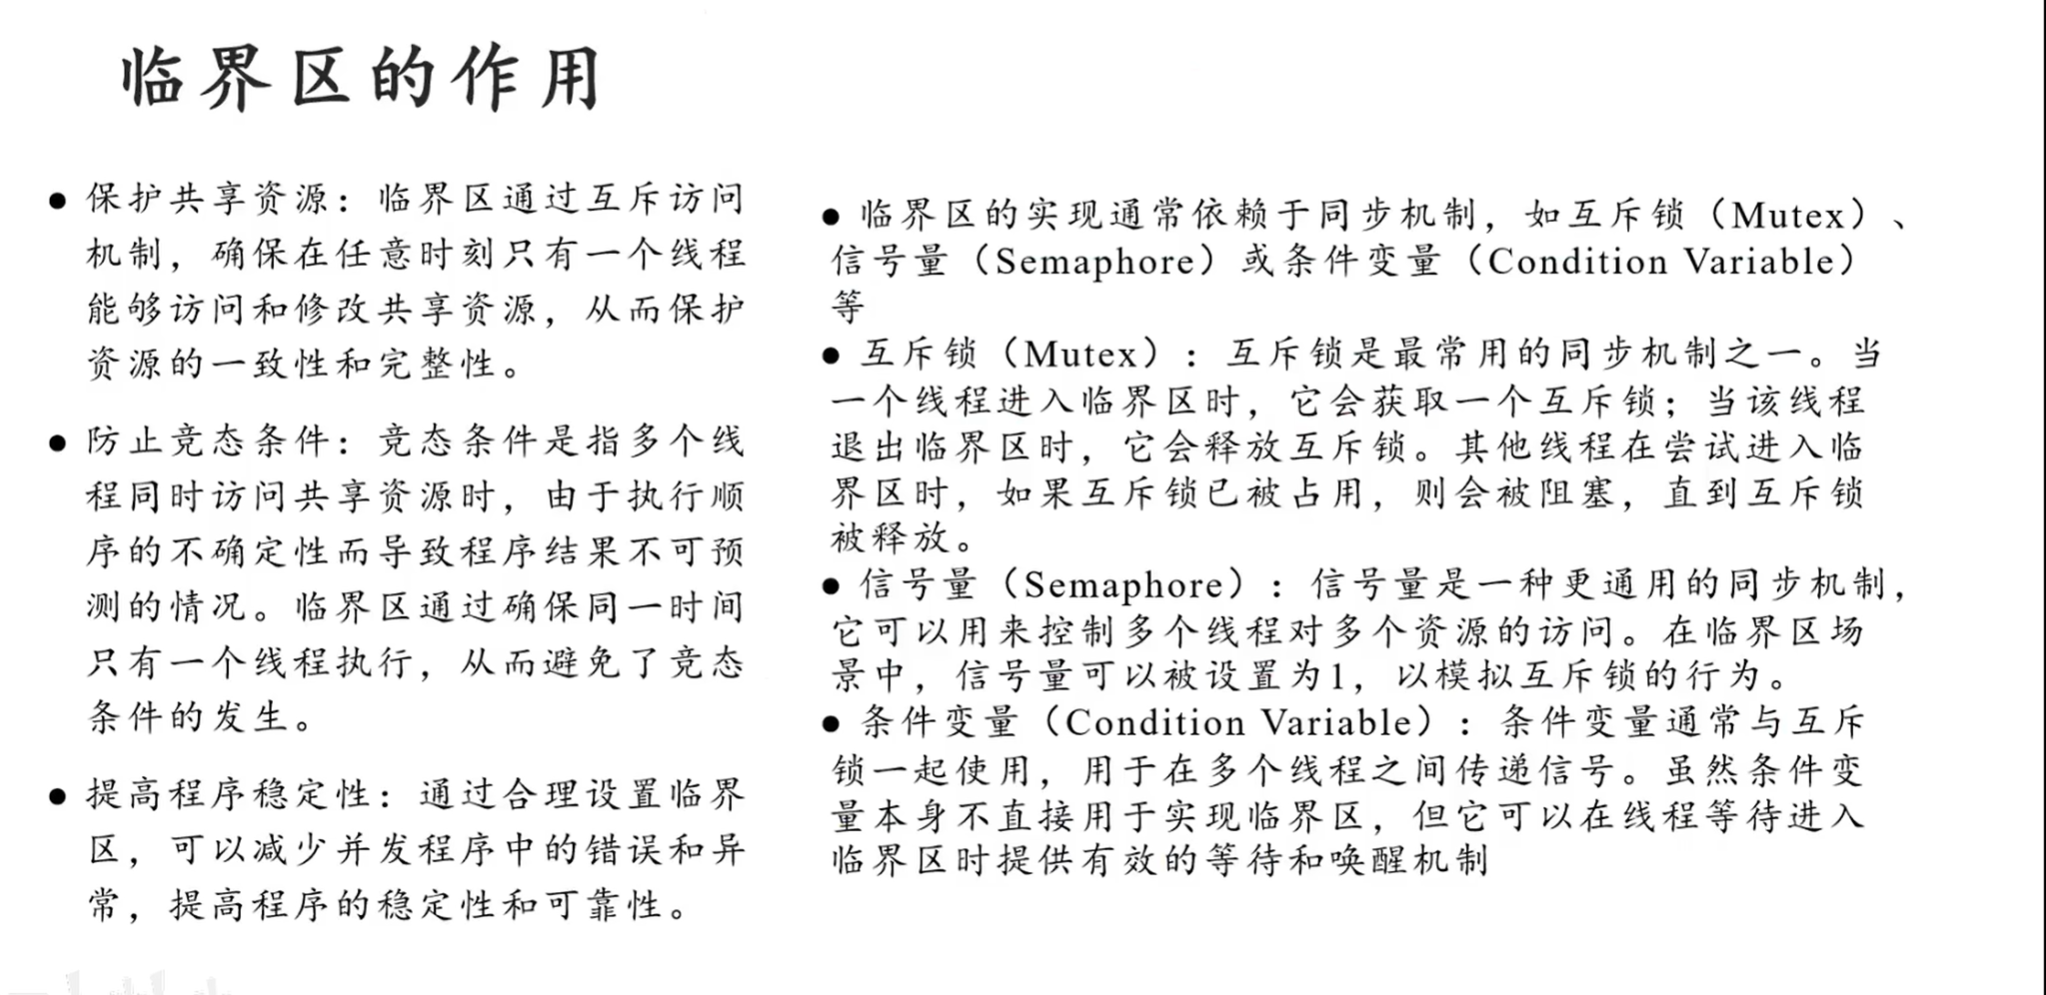 临界区的作用
● 保护共享资源：临界区通过互斥访问
机制，确保在任意时刻只有一个线程
能够访问和修改共享资源，从而保护
资源的一致性和完整性。
● 防止竞态条件：竞态条件是指多个线
程同时访问共享资源时，由于执行顺
序的不确定性而导致程序结果不可预
测的情况。临界区通过确保同一时间
只有一个线程执行，从而避免了竞态
条件的发生。
● 提高程序稳定性：通过合理设置临界
区，可以减少并发程序中的错误和异
常，提高程序的稳定性和可靠性。
● 临界区的实现通常依赖于同步机制，如互斥锁（Mutex）、
信号量（Semaphore）或条件变量（Condition Variable）
等
● 互斥锁（Mutex）：互斥锁是最常用的同步机制之一。当
一个线程进入临界区时，它会获取一个互斥锁；当该线程
退出临界区时，它会释放互斥锁。其他线程在尝试进入临
界区时，如果互斥锁已被占用，则会被阻塞，直到互斥锁
被释放。
● 信号量（Semaphore）：信号量是一种更通用的同步机制，
它可以用来控制多个线程对多个资源的访问。在临界区场
景中，信号量可以被设置为1，以模拟互斥锁的行为。
● 条件变量（Condition Variable）：条件变量通常与互斥
锁一起使用，用于在多个线程之间传递信号。虽然条件变
量本身不直接用于实现临界区，但它可以在线程等待进入
临界区时提供有效的等待和唤醒机制